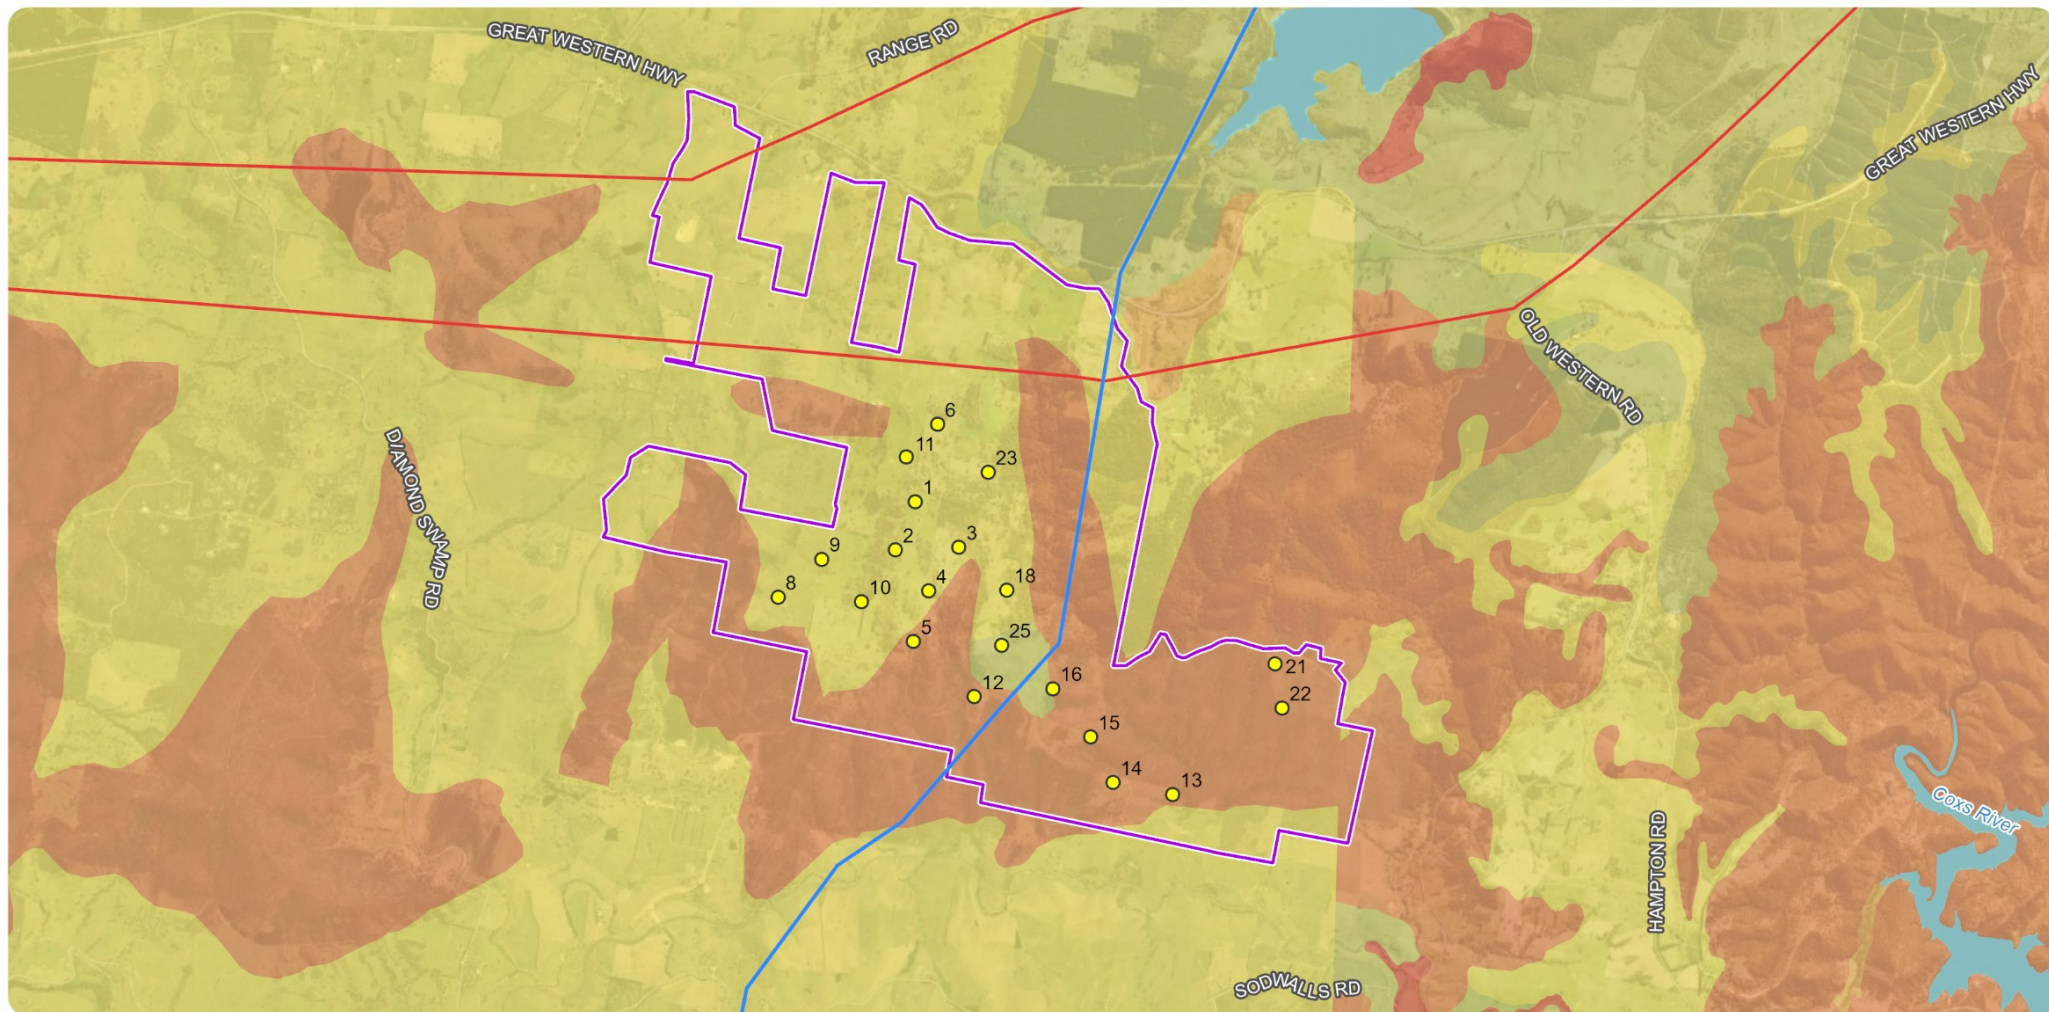 GREAT WESTERN HWY
RANGE RD
GREAT WESTERN HWY
OLD WESTERN RD
DIAMOND SWAMP RD
6
11
23
1
2
3
9
4
18
8
10
5
25
21
16
12
22
15
14
13
Coxs River
HAMPTON RD
SODWALLS RD